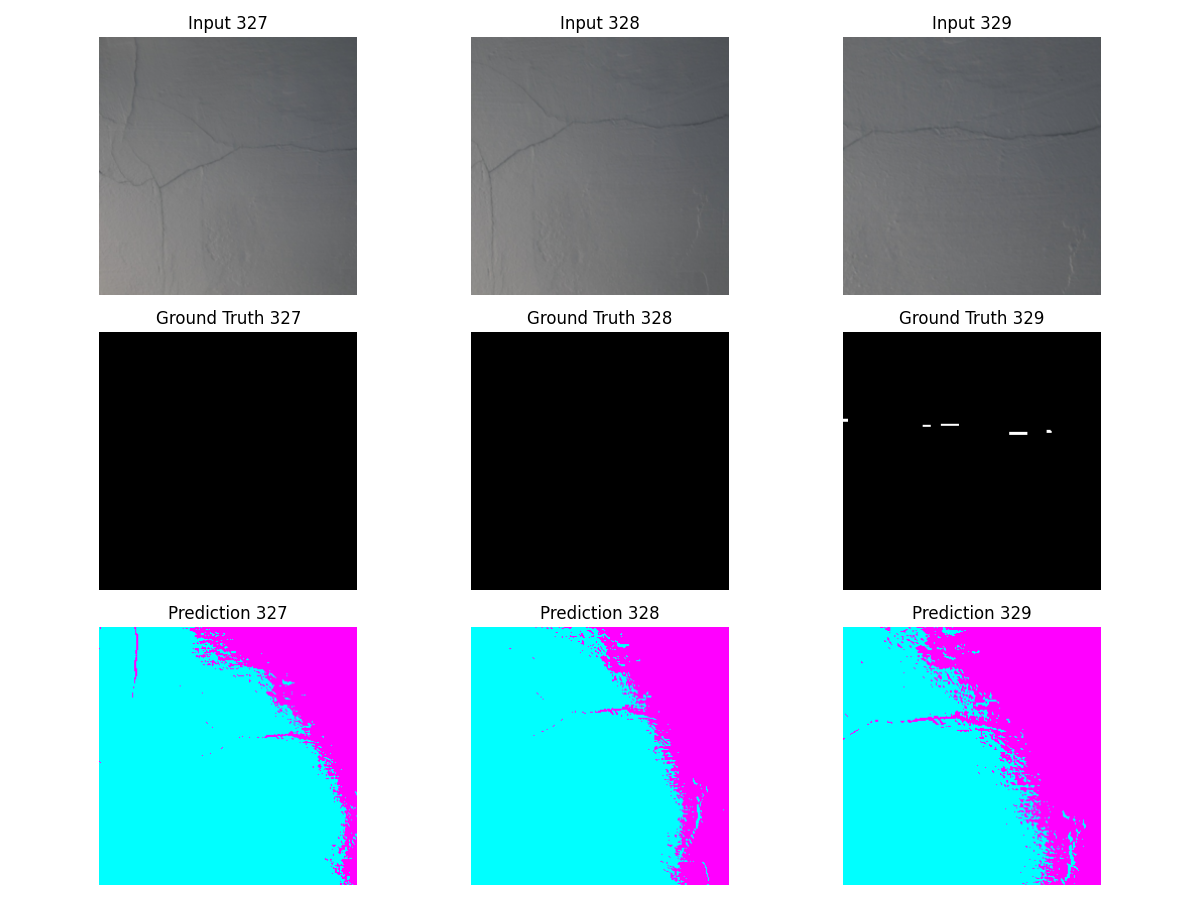 Input 327
Input 328
Input 329
Ground Truth 327
Ground Truth 328
Ground Truth 329
Prediction 327
Prediction 328
Prediction 329